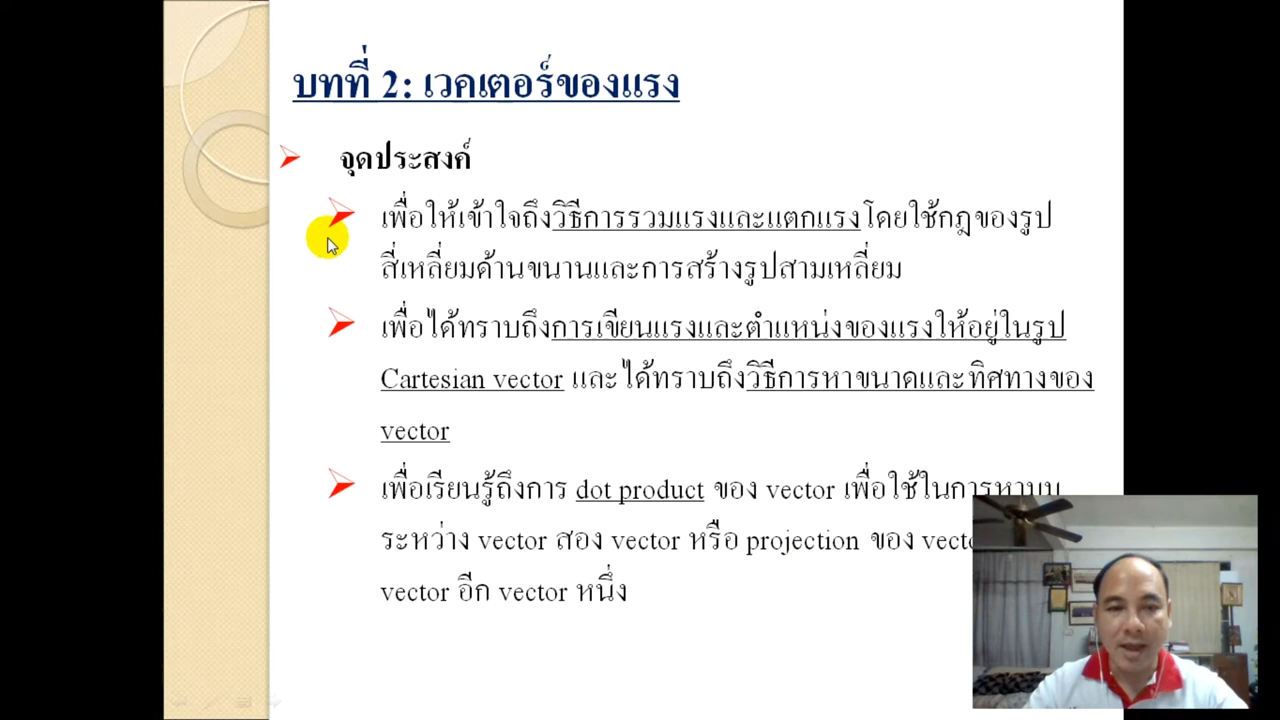 บทที่ 2: เวคเตอร์ของแรง
จุดประสงค์
เพื่อให้เข้าใจถึงวิธีการรวมแรงและแตกแรงโดยใช้กฎของรูป
สี่เหลี่ยมด้านขนานและการสร้างรูปสามเหลี่ยม
เพื่อได้ทราบถึงการเขียนแรงและตำแหน่งของแรงให้อยู่ในรูป
Cartesian vector และได้ทราบถึงวิธีการหาขนาดและทิศทางของ
vector
เพื่อเรียนรู้ถึงการ dot product ของ vector เพื่อใช้ในการหามุม
ระหว่าง vector สอง vector หรือ projection ของ
vector อีก vector หนึ่ง